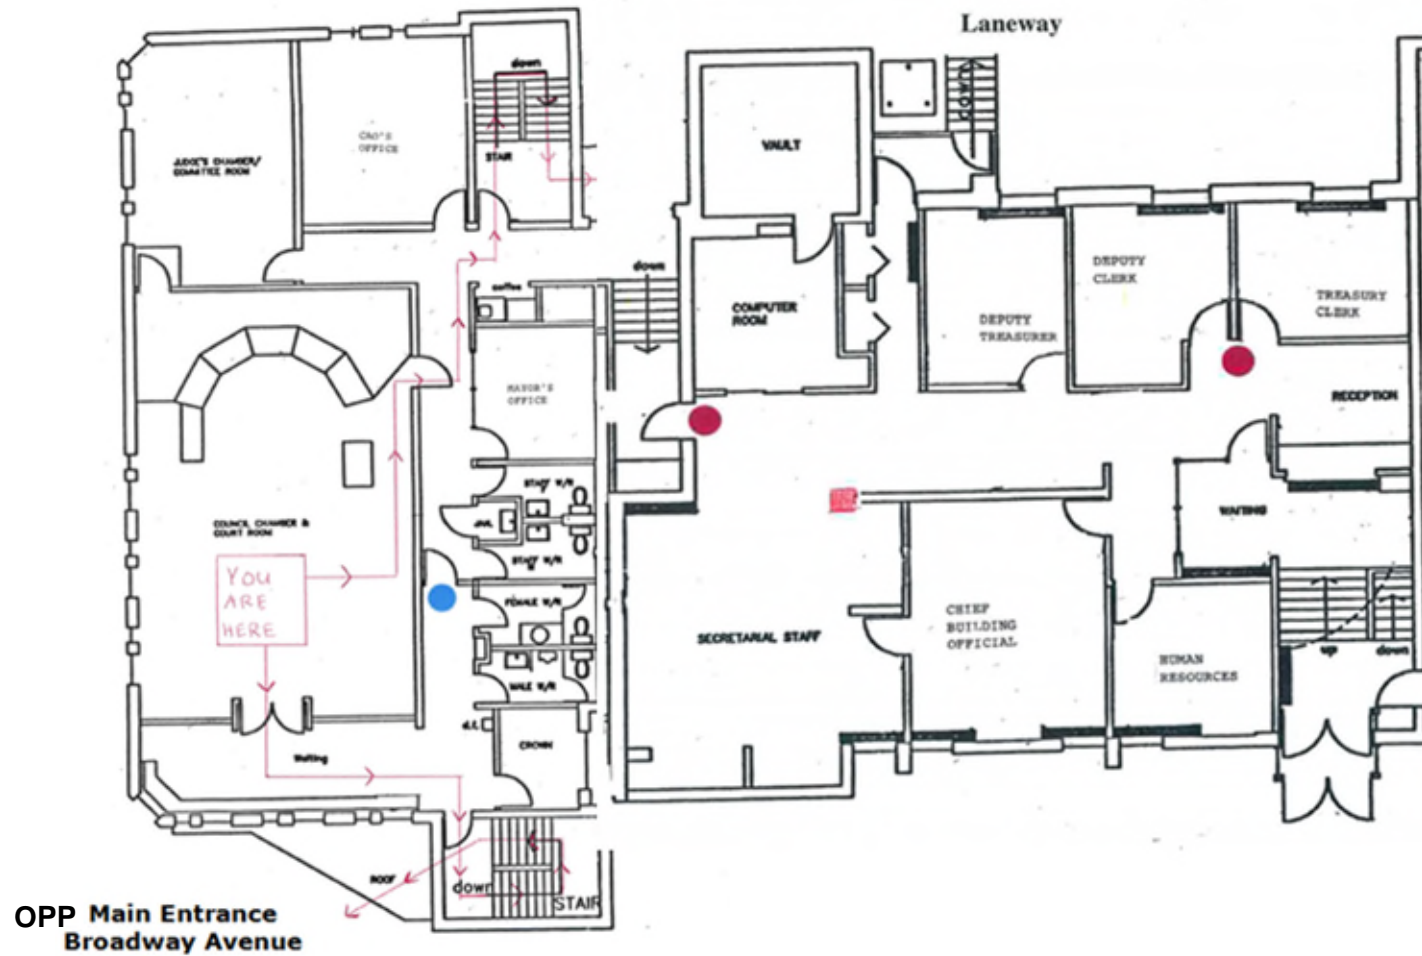 Laneway
down
down
CAO'S
OFFICE
STAIR
JUDGE'S CHAMBER/
COMMITTEE ROOM
VAULT
down
coffee
COMPUTER
ROOM
DEPUTY
CLERK
DEPUTY
TREASURER
TREASURY
CLERK
MAYOR'S
OFFICE
RECEPTION
STAFF W/R
JAIL
WAITING
COUNCIL CHAMBER &
COURT ROOM
STAFF W/R
YOU
ARE
HERE
FEMALE W/R
SECRETARIAL STAFF
CHIEF
BUILDING
OFFICIAL
up
down
HUMAN
RESOURCES
MALE W/R
d.f.
CROWN
Waiting
ROOF
down
STAIR
OPP Main Entrance
Broadway Avenue